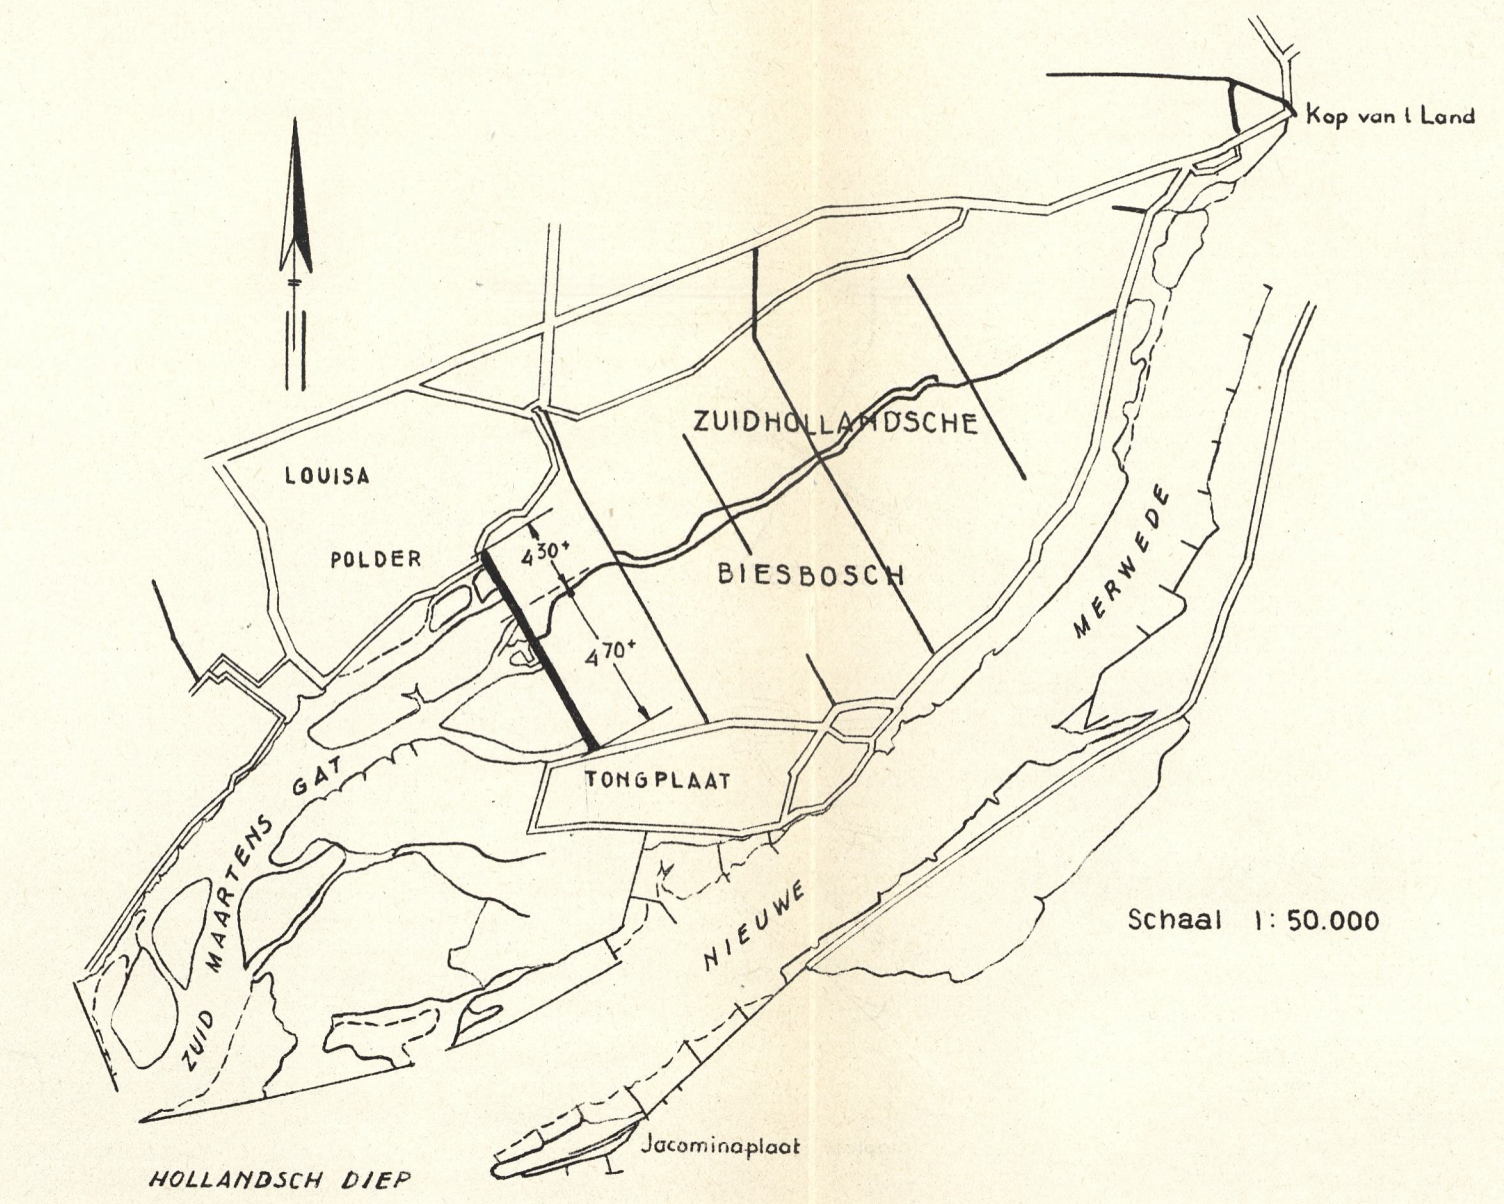 Kop van t Land
ZUIDHOLLANDSCHE
LOUISA
POLDER
4³⁰⁺
BIESBOSCH
MERWEDE
4⁷⁰⁺
TONGPLAAT
ZUID MAARTENS GAT
NIEUWE
Schaal 1: 50.000
Jacominaplaat
HOLLANDSCH DIEP